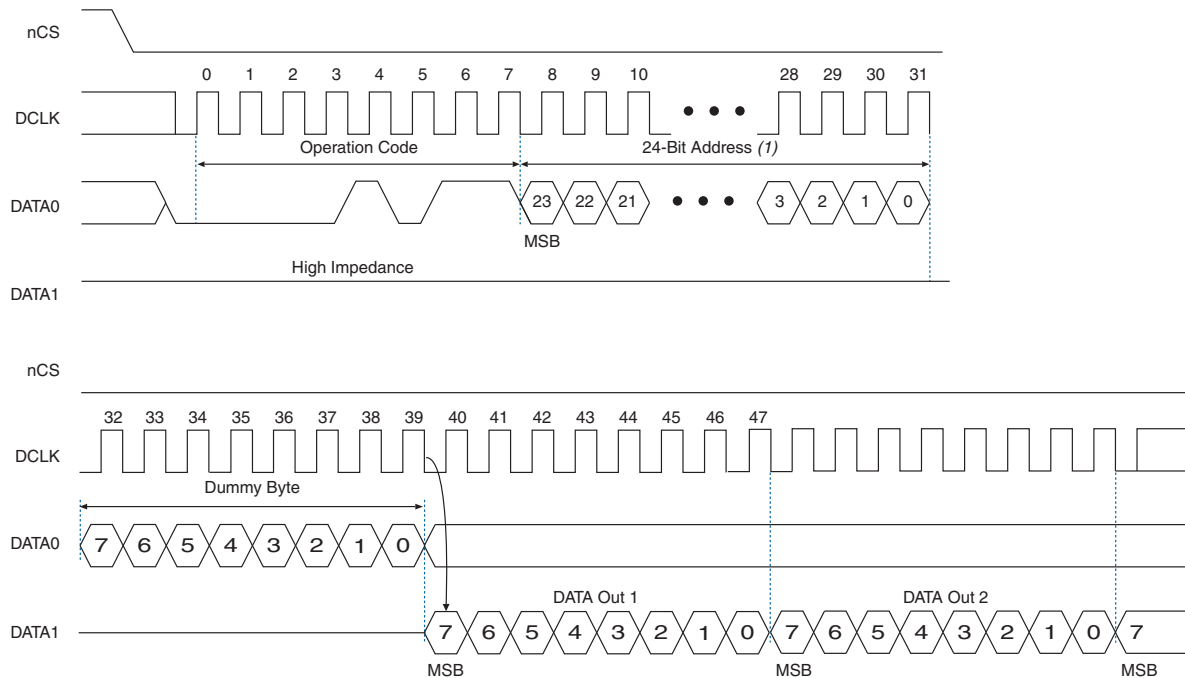 nCS
0 1 2 3 4 5 6 7 8 9 10 28 29 30 31
DCLK
Operation Code 24-Bit Address (1)
DATA0 23 22 21 3 2 1 0
MSB
High Impedance
DATA1
nCS
32 33 34 35 36 37 38 39 40 41 42 43 44 45 46 47
DCLK
Dummy Byte
DATA0 7 6 5 4 3 2 1 0
DATA Out 1 DATA Out 2
DATA1 7 6 5 4 3 2 1 0 7 6 5 4 3 2 1 0 7
MSB MSB MSB